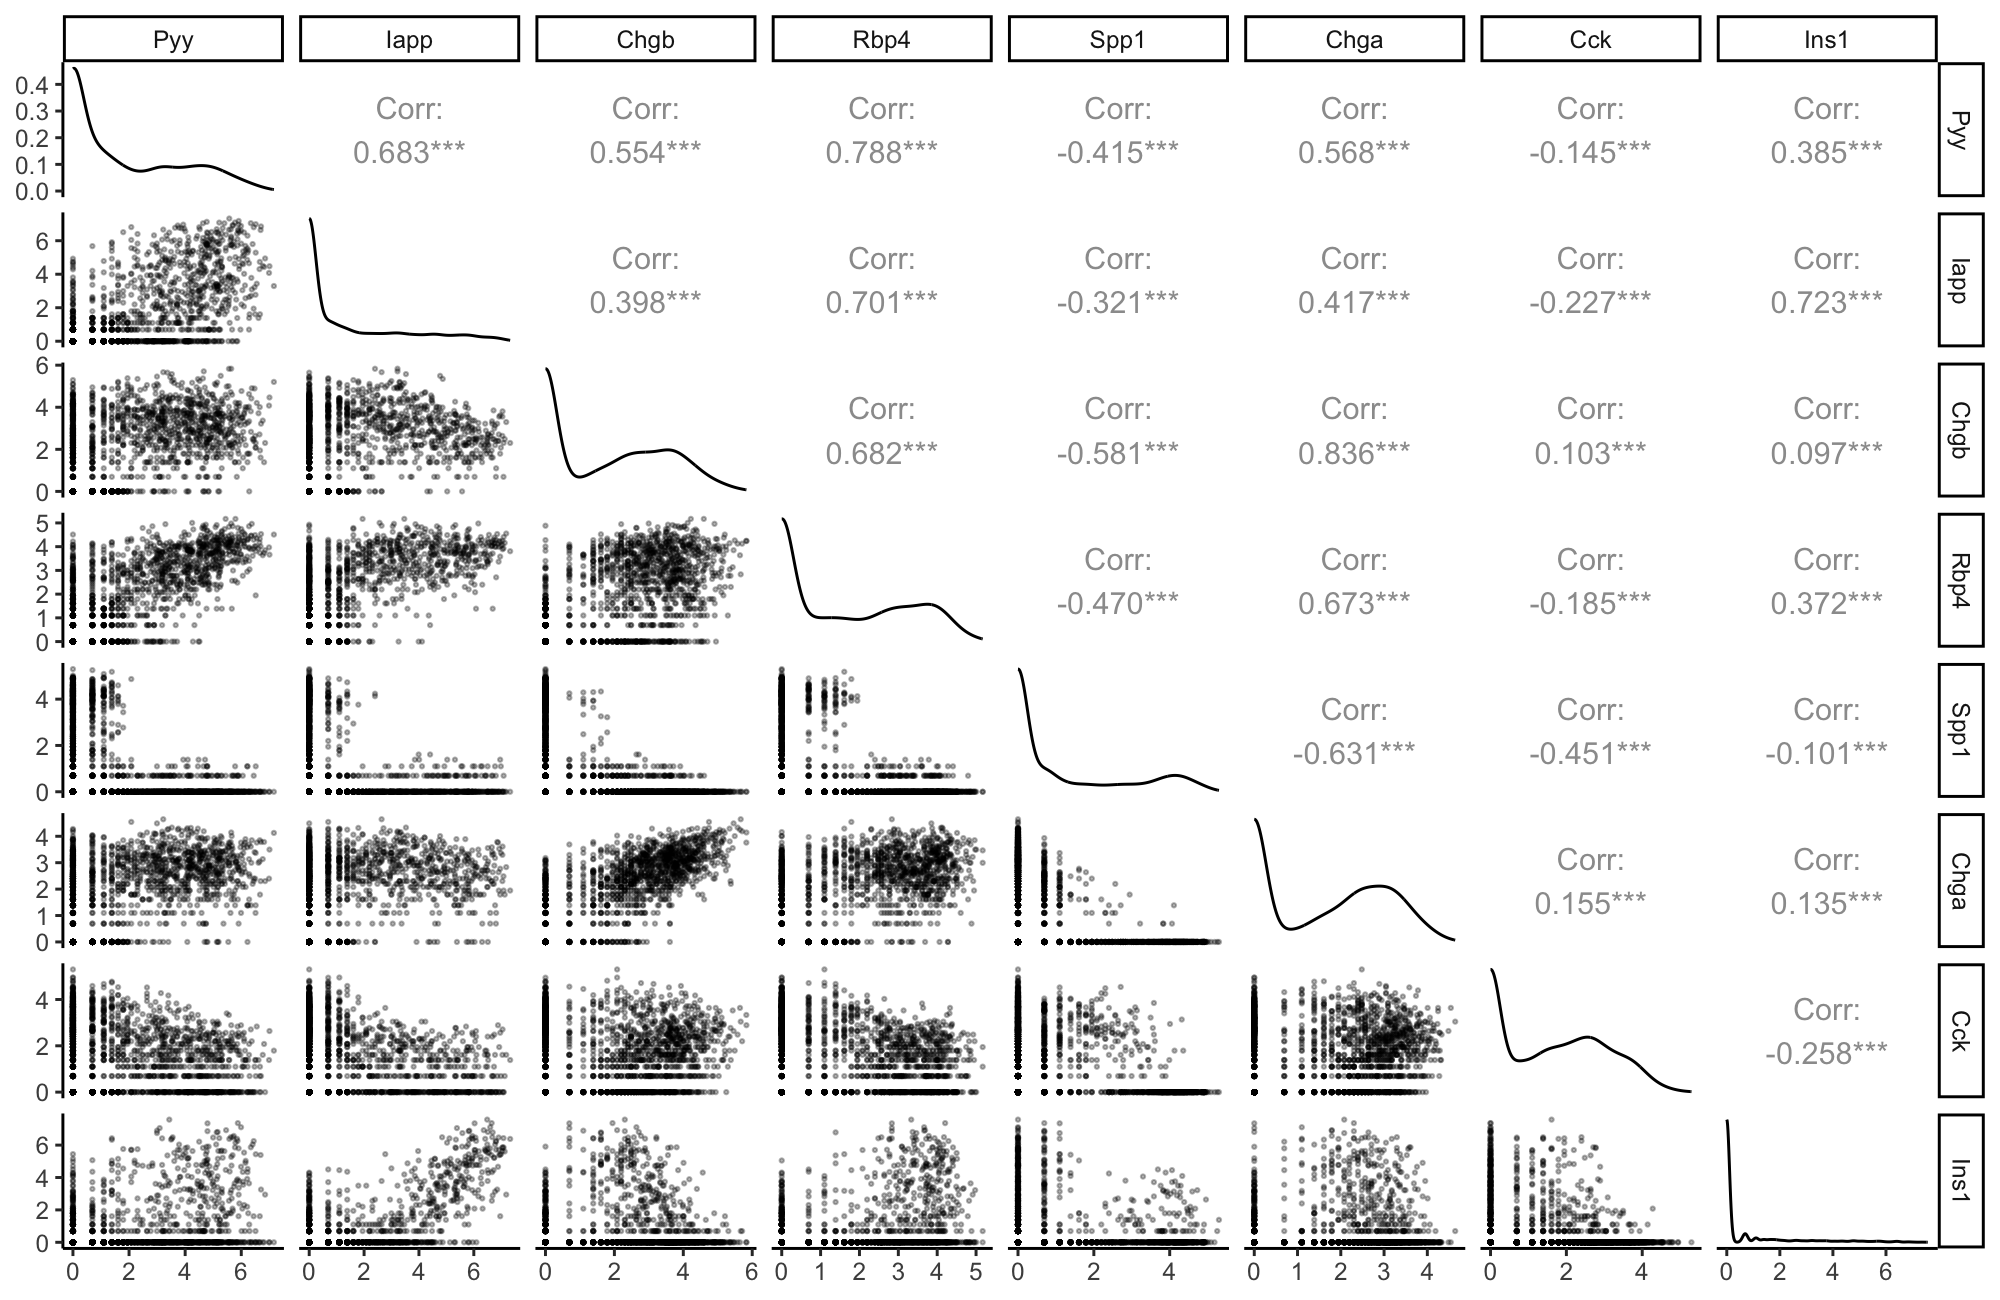 Pyy Iapp Chgb Rbp4 Spp1 Chga Cck Ins1
0.4
0.3
0.2
0.1
0.0
Corr: Corr: Corr: Corr: Corr: Corr: Corr:
0.683*** 0.554*** 0.788*** -0.415*** 0.568*** -0.145*** 0.385***
Pyy
6
4
2
0
Corr: Corr: Corr: Corr: Corr: Corr:
0.398*** 0.701*** -0.321*** 0.417*** -0.227*** 0.723***
Iapp
6
4
2
0
Corr: Corr: Corr: Corr: Corr:
0.682*** -0.581*** 0.836*** 0.103*** 0.097***
Chgb
5
4
3
2
1
0
Corr: Corr: Corr: Corr:
-0.470*** 0.673*** -0.185*** 0.372***
Rbp4
4
2
0
Corr: Corr: Corr:
-0.631*** -0.451*** -0.101***
Spp1
4
3
2
1
0
Corr: Corr:
0.155*** 0.135***
Chga
4
2
0
Corr:
-0.258***
Cck
6
4
2
0
Ins1
0 2 4 6 0 2 4 6 0 2 4 6 0 1 2 3 4 5 0 2 4 0 1 2 3 4 0 2 4 0 2 4 6